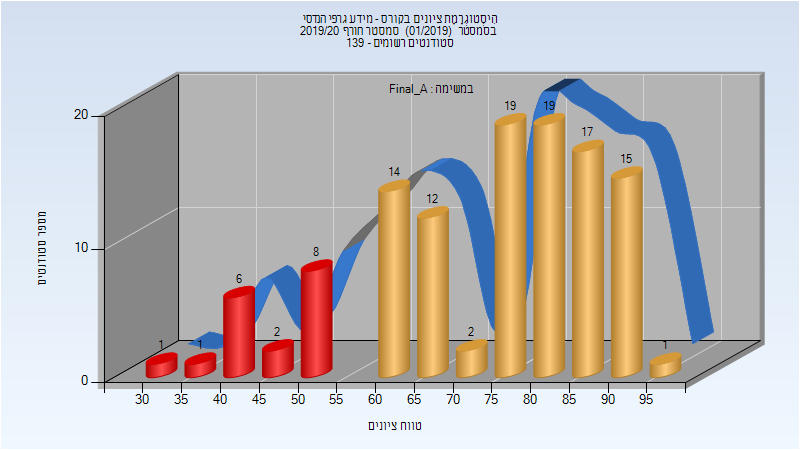 היסטוגרמת ציונים בקורס - מידע גרפי תנדסי
בסמסטר (01/2019) סמסטר חורף 2019/20
סטודנטים רשומים - 139
במשימה : Final_A
מספר סטודנטים
20
10
0
1
1
6
2
8
14
12
2
19
19
17
15
1
30 35 40 45 50 55 60 65 70 75 80 85 90 95
טווח ציונים